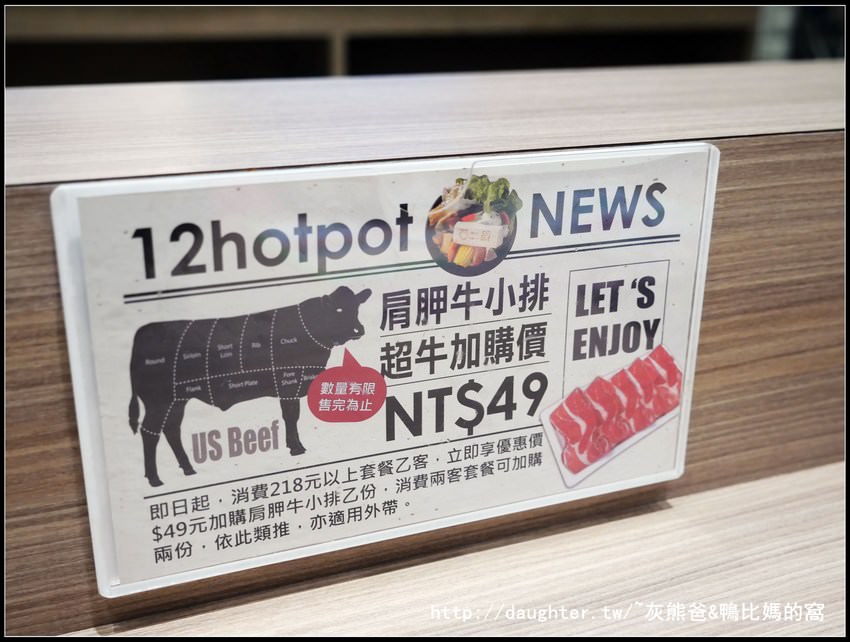 12hotpot NEWS
肩胛牛小排
超牛加購價
NT$49
LET 'S
ENJOY
Round
Sirloin
Short
Loin
Rib
Chuck
Flank
Short Plate
Fore
Shank
US Beef
數量有限
售完為止
即日起，消費218元以上套餐乙客，立即享優惠價
$49元加購肩胛牛小排乙份，消費兩客套餐可加購
兩份，依此類推，亦適用外帶。
http://daughter.tw/~灰熊爸&鴨比媽的窩